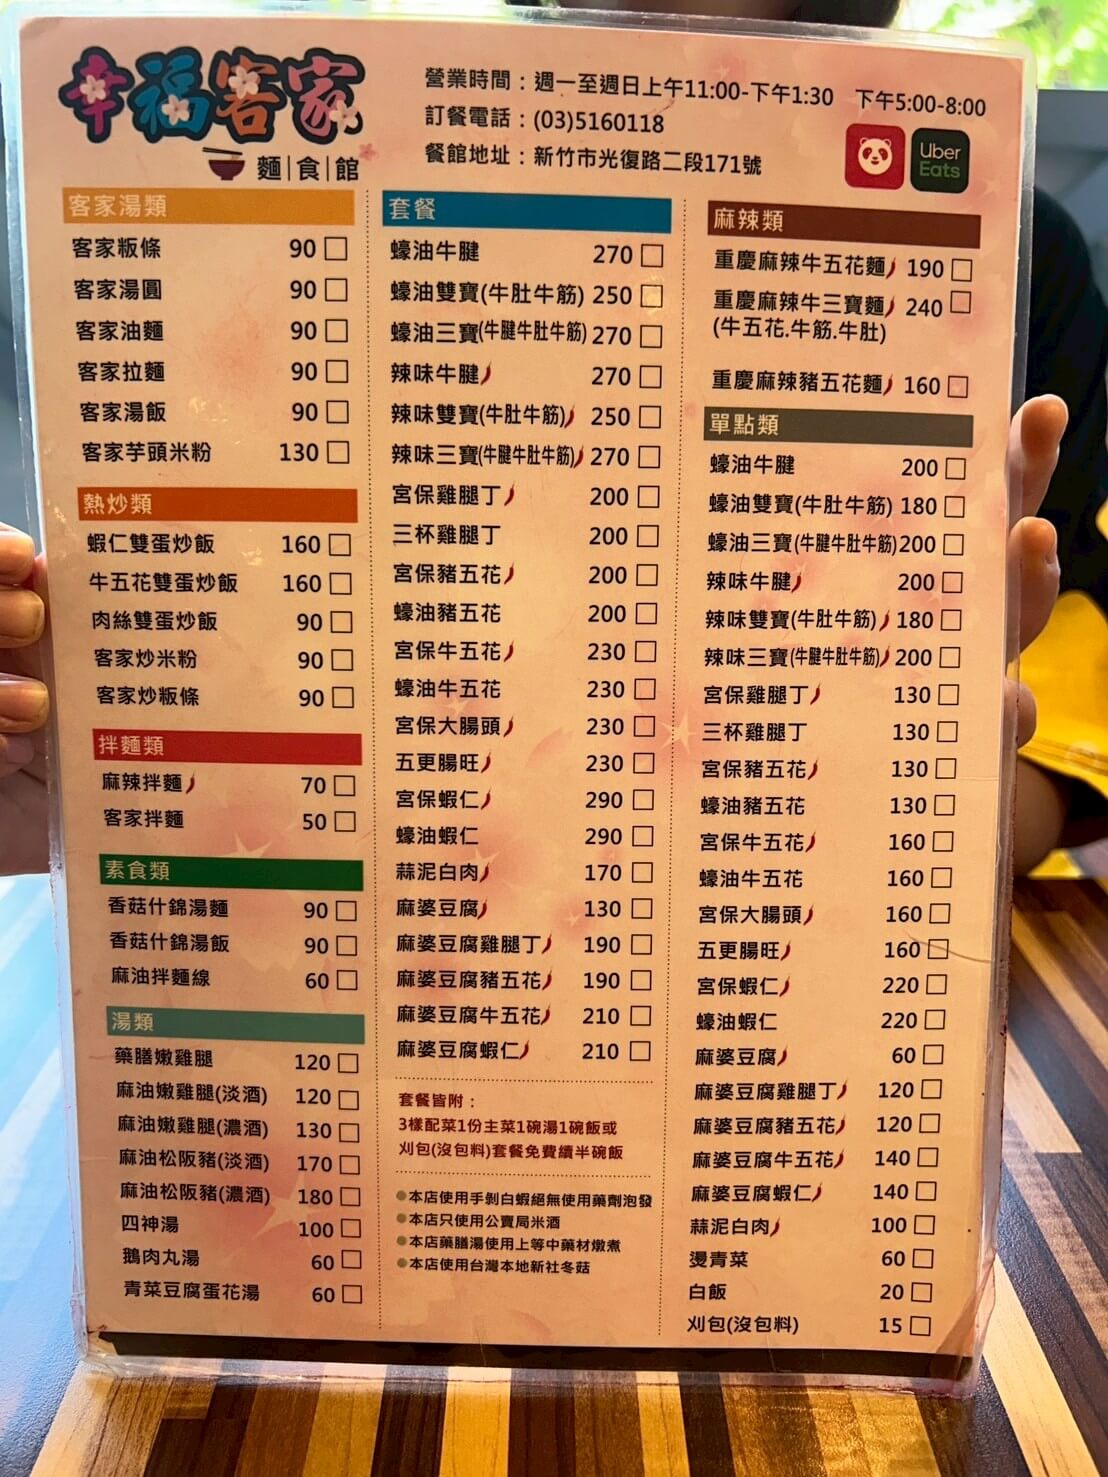 幸福客家
麵|食|館
營業時間：週一至週日上午11:00-下午1:30 下午5:00-8:00
訂餐電話：(03)5160118
餐館地址：新竹市光復路二段171號
Uber
Eats
客家湯類
客家粄條 90
客家湯圓 90
客家油麵 90
客家拉麵 90
客家湯飯 90
客家芋頭米粉 130
熱炒類
蝦仁雙蛋炒飯 160
牛五花雙蛋炒飯 160
肉絲雙蛋炒飯 90
客家炒米粉 90
客家炒粄條 90
拌麵類
麻辣拌麵 70
客家拌麵 50
素食類
香菇什錦湯麵 90
香菇什錦湯飯 90
麻油拌麵線 60
湯類
藥膳嫩雞腿 120
麻油嫩雞腿(淡酒) 120
麻油嫩雞腿(濃酒) 130
麻油松阪豬(淡酒) 170
麻油松阪豬(濃酒) 180
四神湯 100
鵝肉丸湯 60
青菜豆腐蛋花湯 60
套餐
蠔油牛腱 270
蠔油雙寶(牛肚牛筋) 250
蠔油三寶(牛腱牛肚牛筋) 270
辣味牛腱 270
辣味雙寶(牛肚牛筋) 250
辣味三寶(牛腱牛肚牛筋) 270
宮保雞腿丁 200
三杯雞腿丁 200
宮保豬五花 200
蠔油豬五花 200
宮保牛五花 230
蠔油牛五花 230
宮保大腸頭 230
五更腸旺 230
宮保蝦仁 290
蠔油蝦仁 290
蒜泥白肉 170
麻婆豆腐 130
麻婆豆腐雞腿丁 190
麻婆豆腐豬五花 190
麻婆豆腐牛五花 210
麻婆豆腐蝦仁 210
套餐皆附：
3樣配菜1份主菜1碗湯1碗飯或
刈包(沒包料)套餐免費續半碗飯
●本店使用手剝白蝦絕無使用藥劑泡發
●本店只使用公賣局米酒
●本店藥膳湯使用上等中藥材燉煮
●本店使用台灣本地新社冬菇
麻辣類
重慶麻辣牛五花麵 190
重慶麻辣牛三寶麵 240
(牛五花.牛筋.牛肚)
重慶麻辣豬五花麵 160
單點類
蠔油牛腱 200
蠔油雙寶(牛肚牛筋) 180
蠔油三寶(牛腱牛肚牛筋) 200
辣味牛腱 200
辣味雙寶(牛肚牛筋) 180
辣味三寶(牛腱牛肚牛筋) 200
宮保雞腿丁 130
三杯雞腿丁 130
宮保豬五花 130
蠔油豬五花 130
宮保牛五花 160
蠔油牛五花 160
宮保大腸頭 160
五更腸旺 160
宮保蝦仁 220
蠔油蝦仁 220
麻婆豆腐 60
麻婆豆腐雞腿丁 120
麻婆豆腐豬五花 120
麻婆豆腐牛五花 140
麻婆豆腐蝦仁 140
蒜泥白肉 100
燙青菜 60
白飯 20
刈包(沒包料) 15